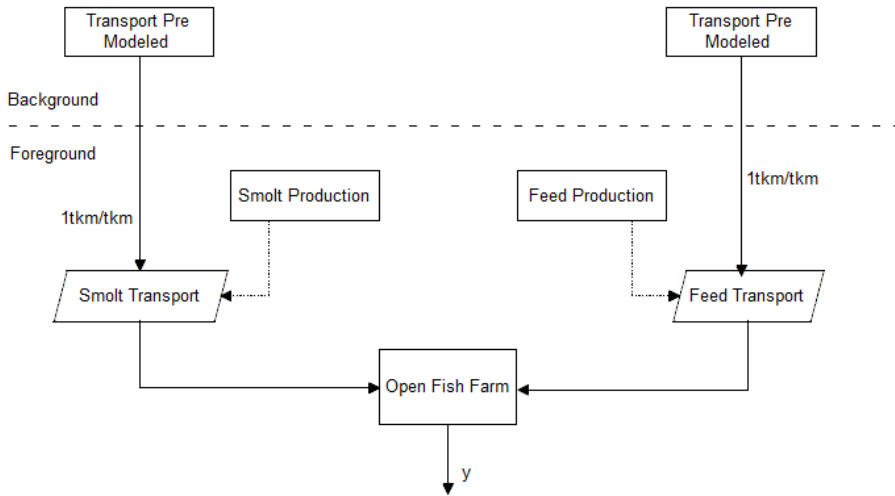 Transport Pre
Modeled
Transport Pre
Modeled
Background
Foreground
Smolt Production
Feed Production
1tkm/tkm
1tkm/tkm
Smolt Transport
Feed Transport
Open Fish Farm
y